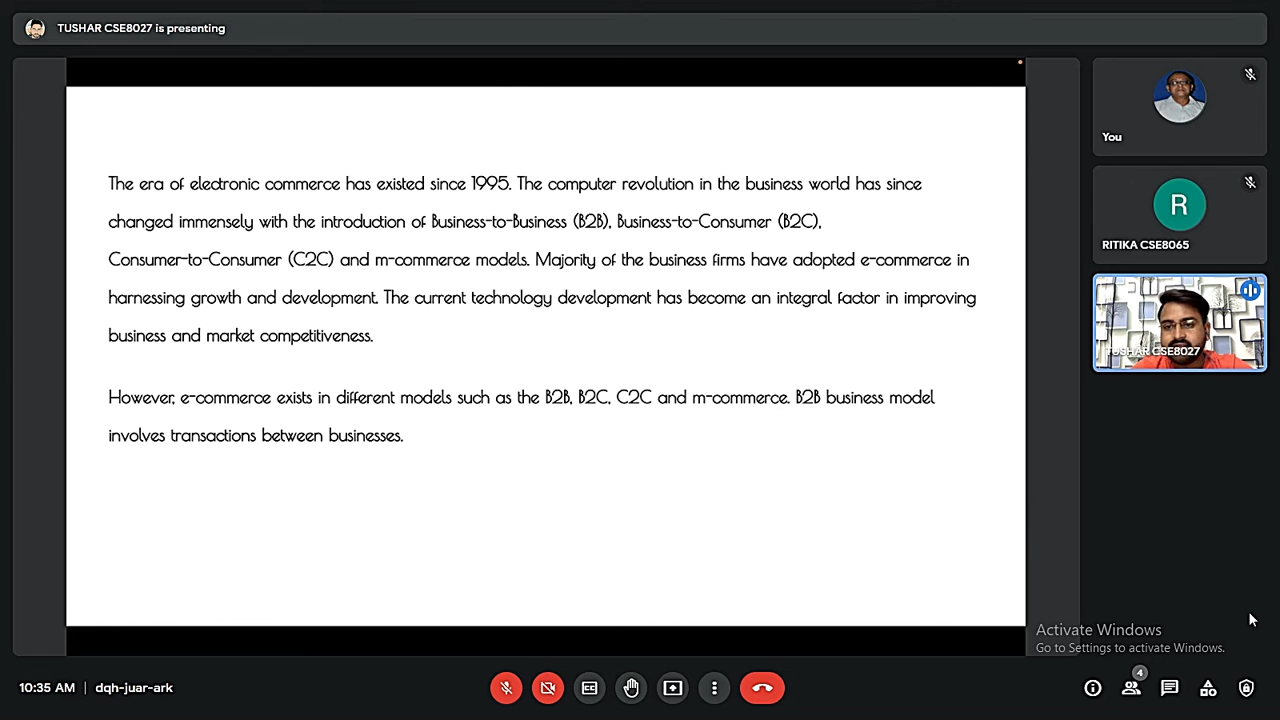 TUSHAR CSE8027 is presenting
The era of electronic commerce has existed since 1995. The computer revolution in the business world has since
changed immensely with the introduction of Business-to-Business (B2B), Business-to-Consumer (B2C),
Consumer-to-Consumer (C2C) and m-commerce models. Majority of the business firms have adopted e-commerce in
harnessing growth and development. The current technology development has become an integral factor in improving
business and market competitiveness.
However, e-commerce exists in different models such as the B2B, B2C, C2C and m-commerce. B2B business model
involves transactions between businesses.
You
R
RITIKA CSE8065
TUSHAR CSE8027
Activate Windows
Go to Settings to activate Windows.
10:35 AM | dqh-juar-ark
4